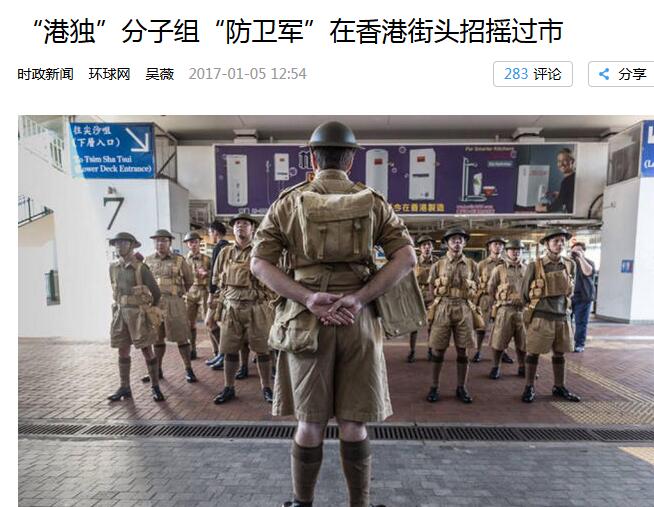 “港独”分子组“防卫军”在香港街头招摇过市
时政新闻 环球网 吴薇 2017-01-05 12:54
283 评论
分享
往尖沙咀
(下層入口)
To Tsim Sha Tsui
(Lower Deck Entrance)
7
For Smarter Kitchens
今在香港製造